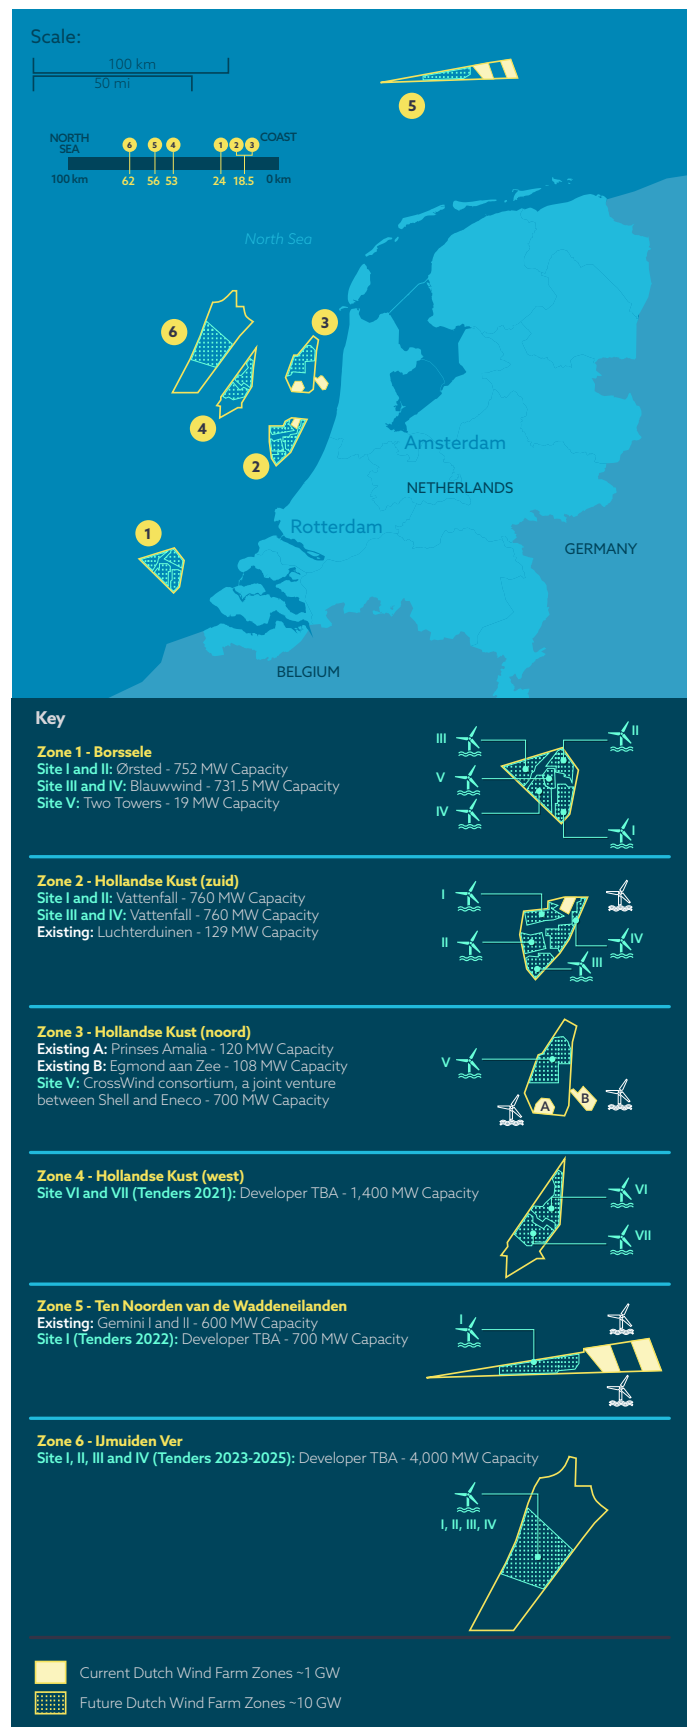 Scale:
100 km
50 mi
NORTH
SEA
6
5
4
1
2
3
COAST
100 km
62
56
53
24
18.5
0 km
5
North Sea
6
3
4
2
Amsterdam
NETHERLANDS
1
Rotterdam
GERMANY
BELGIUM
Key
Zone 1 - Borssele
Site I and II: Ørsted - 752 MW Capacity
Site III and IV: Blauwwind - 731.5 MW Capacity
Site V: Two Towers - 19 MW Capacity
III
II
V
IV
I
Zone 2 - Hollandse Kust (zuid)
Site I and II: Vattenfall - 760 MW Capacity
Site III and IV: Vattenfall - 760 MW Capacity
Existing: Luchterduinen - 129 MW Capacity
I
II
IV
III
Zone 3 - Hollandse Kust (noord)
Existing A: Prinses Amalia - 120 MW Capacity
Existing B: Egmond aan Zee - 108 MW Capacity
Site V: CrossWind consortium, a joint venture
between Shell and Eneco - 700 MW Capacity
V
A
B
Zone 4 - Hollandse Kust (west)
Site VI and VII (Tenders 2021): Developer TBA - 1,400 MW Capacity
VI
VII
Zone 5 - Ten Noorden van de Waddeneilanden
Existing: Gemini I and II - 600 MW Capacity
Site I (Tenders 2022): Developer TBA - 700 MW Capacity
I
Zone 6 - IJmuiden Ver
Site I, II, III and IV (Tenders 2023-2025): Developer TBA - 4,000 MW Capacity
I, II, III, IV
Current Dutch Wind Farm Zones ~1 GW
Future Dutch Wind Farm Zones ~10 GW